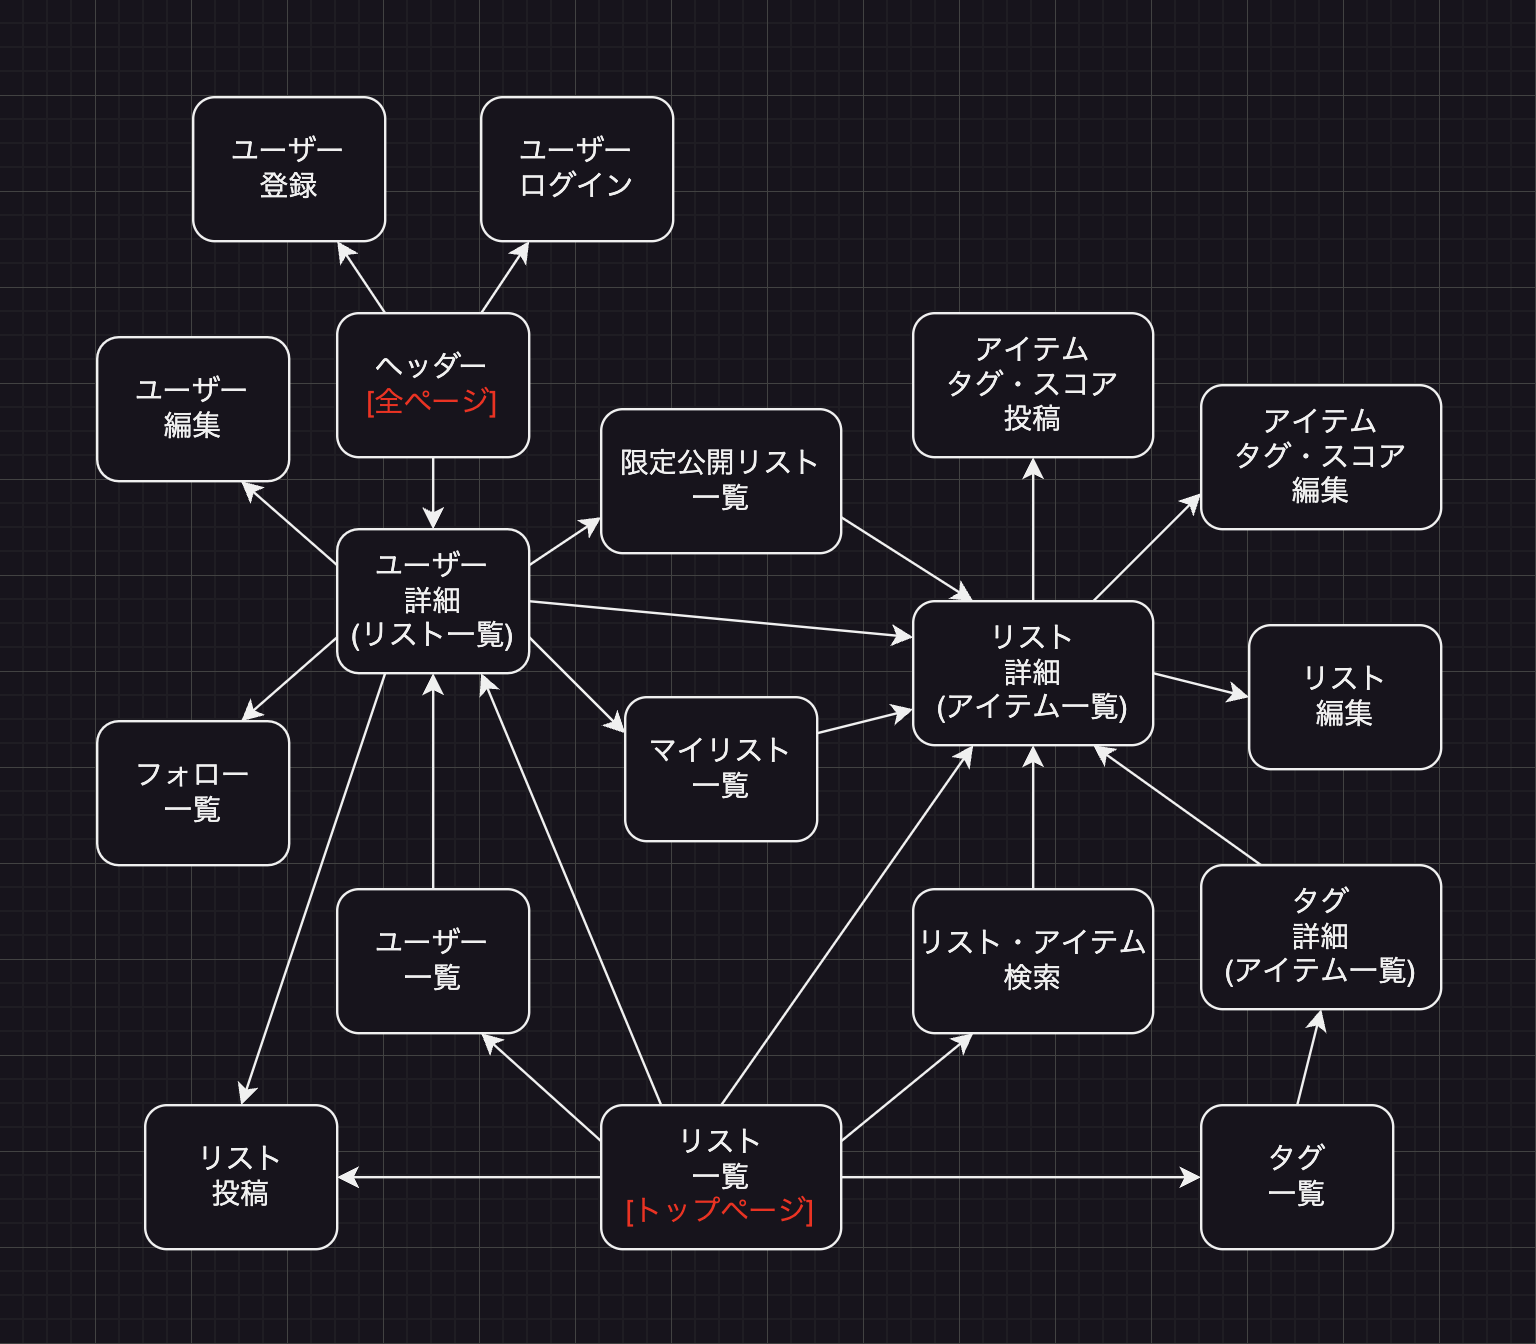 ユーザー
登録
ユーザー
ログイン
ヘッダー
[全ページ]
ユーザー
編集
限定公開リスト
一覧
アイテム
タグ・スコア
投稿
アイテム
タグ・スコア
編集
ユーザー
詳細
(リスト一覧)
リスト
詳細
(アイテム一覧)
リスト
編集
フォロー
一覧
マイリスト
一覧
ユーザー
一覧
リスト・アイテム
検索
タグ
詳細
(アイテム一覧)
リスト
投稿
リスト
一覧
[トップページ]
タグ
一覧